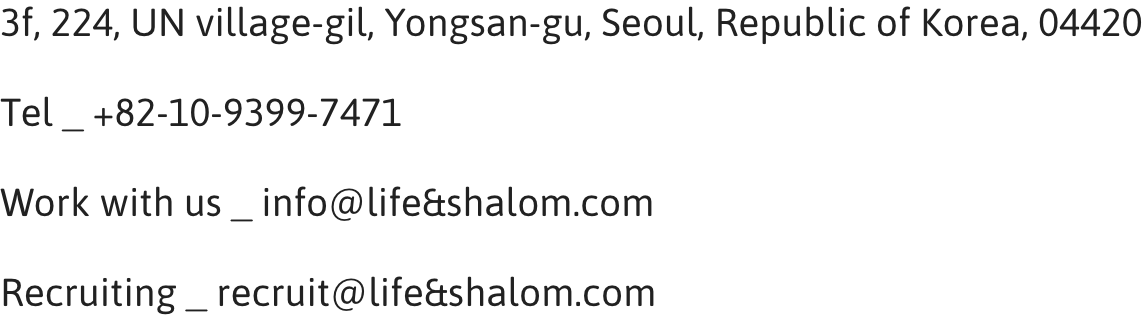 3f, 224, UN village-gil, Yongsan-gu, Seoul, Republic of Korea, 04420
Tel _ +82-10-9399-7471
Work with us _ info@life&shalom.com
Recruiting _ recruit@life&shalom.com